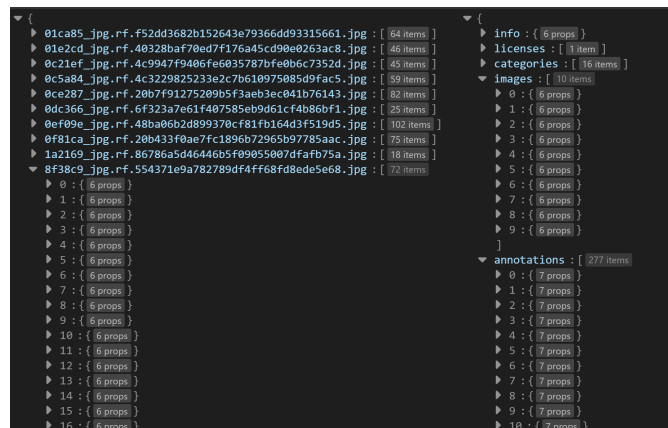 {
01ca85_jpg.rf.f52dd3682b152643e79366dd93315661.jpg : [ 64 items ]
01e2cd_jpg.rf.40328baf70ed7f176a45cd90e0263ac8.jpg : [ 46 items ]
0c21ef_jpg.rf.4c9947f9406fe6035787bfe0b6c7352d.jpg : [ 45 items ]
0c5a84_jpg.rf.4c3229825233e2c7b610975085d9fac5.jpg : [ 59 items ]
0ce287_jpg.rf.20b7f91275209b5f3aeb3ec041b76143.jpg : [ 82 items ]
0dc366_jpg.rf.6f323a7e61f407585eb9d61cf4b86bf1.jpg : [ 25 items ]
0ef09e_jpg.rf.48ba06b2d899370cf81fb164d3f519d5.jpg : [ 102 items ]
0f81ca_jpg.rf.20b433f0ae7fc1896b72965b97785aac.jpg : [ 75 items ]
1a2169_jpg.rf.86786a5d46446b5f09055007dfafb75a.jpg : [ 18 items ]
8f38c9_jpg.rf.554371e9a782789df4ff68fd8ede5e68.jpg : [ 72 items
0 : { 6 props }
1 : { 6 props }
2 : { 6 props }
3 : { 6 props }
4 : { 6 props }
5 : { 6 props }
6 : { 6 props }
7 : { 6 props }
8 : { 6 props }
9 : { 6 props }
10 : { 6 props }
11 : { 6 props }
12 : { 6 props }
13 : { 6 props }
14 : { 6 props }
15 : { 6 props }
16 : { 6 props }
{
info : { 6 props }
licenses : [ 1 item ]
categories : [ 16 items ]
images : [ 10 items
0 : { 6 props }
1 : { 6 props }
2 : { 6 props }
3 : { 6 props }
4 : { 6 props }
5 : { 6 props }
6 : { 6 props }
7 : { 6 props }
8 : { 6 props }
9 : { 6 props }
]
annotations : [ 277 items
0 : { 7 props }
1 : { 7 props }
2 : { 7 props }
3 : { 7 props }
4 : { 7 props }
5 : { 7 props }
6 : { 7 props }
7 : { 7 props }
8 : { 7 props }
9 : { 7 props }
10 : { 7 props }